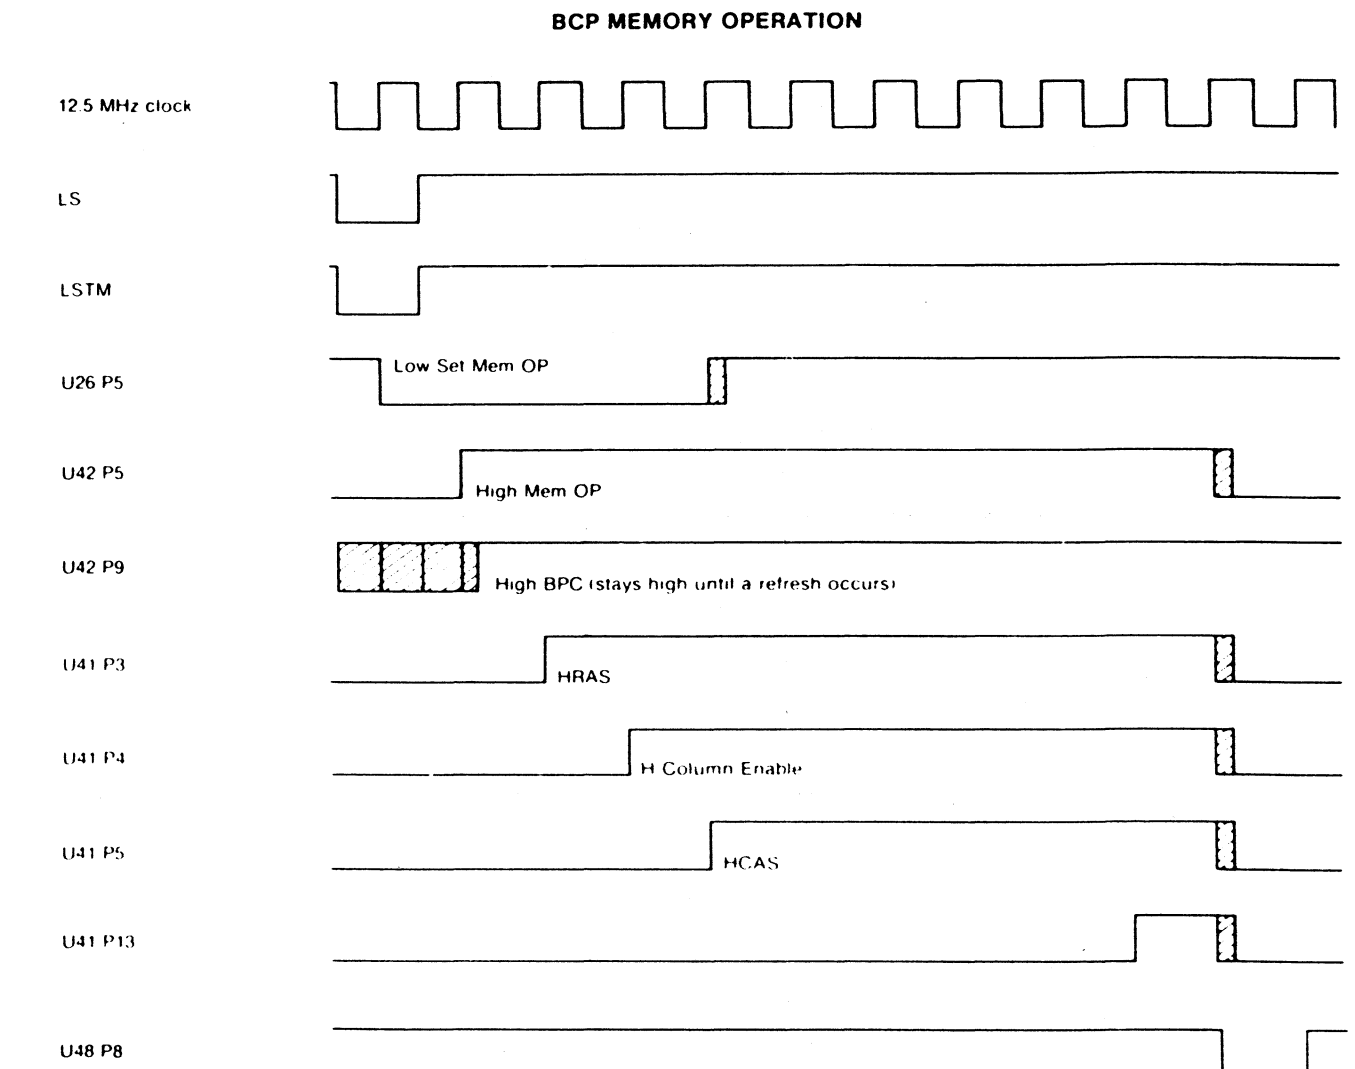 BCP MEMORY OPERATION
12.5 MHz clock
LS
LSTM
U26 P5
Low Set Mem OP
U42 P5
High Mem OP
U42 P9
High BPC (stays high until a refresh occurs)
U41 P3
HRAS
U41 P4
H Column Enable
U41 P5
HCAS
U41 P13
U48 P8